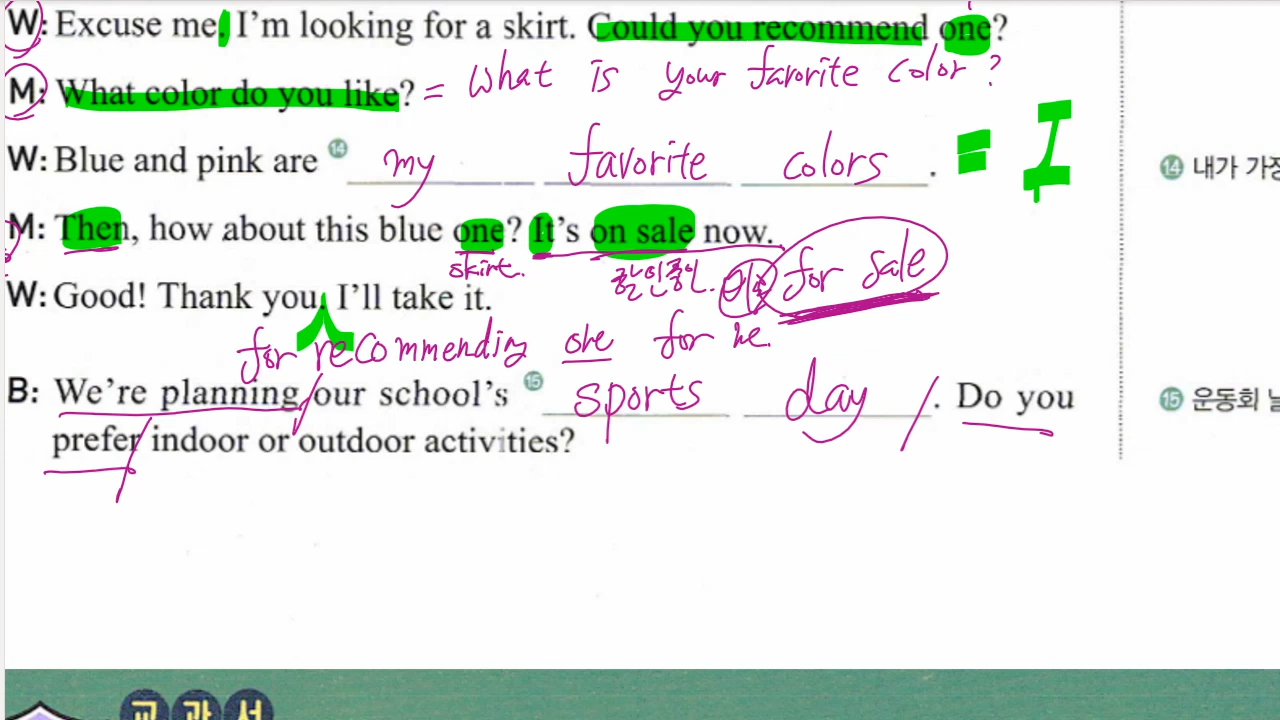 W: Excuse me. I'm looking for a skirt. Could you recommend one?
M: What color do you like? = What is your favorite color?
W: Blue and pink are 14 my favorite colors. = I
14 내가 가장
M: Then, how about this blue one? It's on sale now.
skirt. 할인중인. for sale
W: Good! Thank you. I'll take it.
for recommending one for me.
B: We're planning our school's 15 sports day. Do you
15 운동회 날
prefer indoor or outdoor activities?
교과서